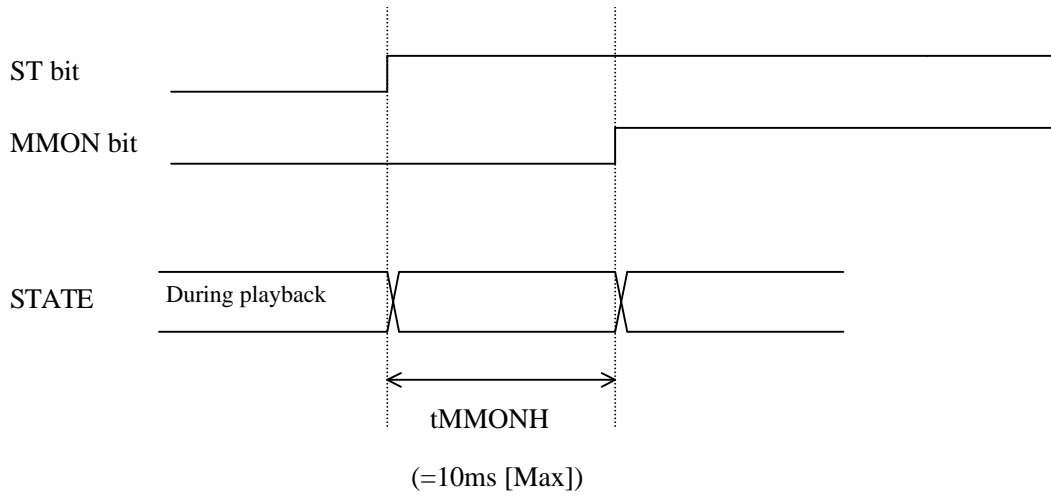 ST bit
MMON bit
STATE
During playback
tMMONH
(=10ms [Max])